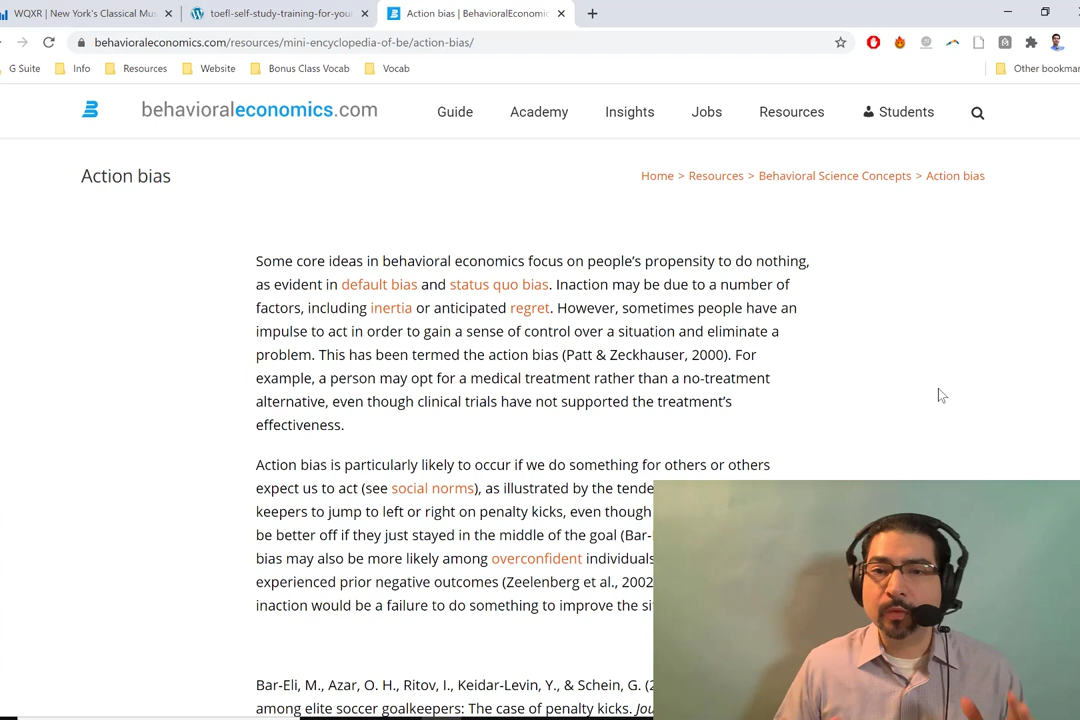 WQXR | New York's Classical Mus
toefl-self-study-training-for-you
Action bias | BehavioralEconomic
behavioraleconomics.com/resources/mini-encyclopedia-of-be/action-bias/
G Suite
Info
Resources
Website
Bonus Class Vocab
Vocab
Other bookmar
behavioraleconomics.com
Guide
Academy
Insights
Jobs
Resources
Students
Action bias
Home > Resources > Behavioral Science Concepts > Action bias
Some core ideas in behavioral economics focus on people's propensity to do nothing,
as evident in default bias and status quo bias. Inaction may be due to a number of
factors, including inertia or anticipated regret. However, sometimes people have an
impulse to act in order to gain a sense of control over a situation and eliminate a
problem. This has been termed the action bias (Patt & Zeckhauser, 2000). For
example, a person may opt for a medical treatment rather than a no-treatment
alternative, even though clinical trials have not supported the treatment's
effectiveness.
Action bias is particularly likely to occur if we do something for others or others
expect us to act (see social norms), as illustrated by the tende
keepers to jump to left or right on penalty kicks, even though
be better off if they just stayed in the middle of the goal (Bar-
bias may also be more likely among overconfident individuals
experienced prior negative outcomes (Zeelenberg et al., 2002
inaction would be a failure to do something to improve the si
Bar-Eli, M., Azar, O. H., Ritov, I., Keidar-Levin, Y., & Schein, G. (2
among elite soccer goalkeepers: The case of penalty kicks. Jou